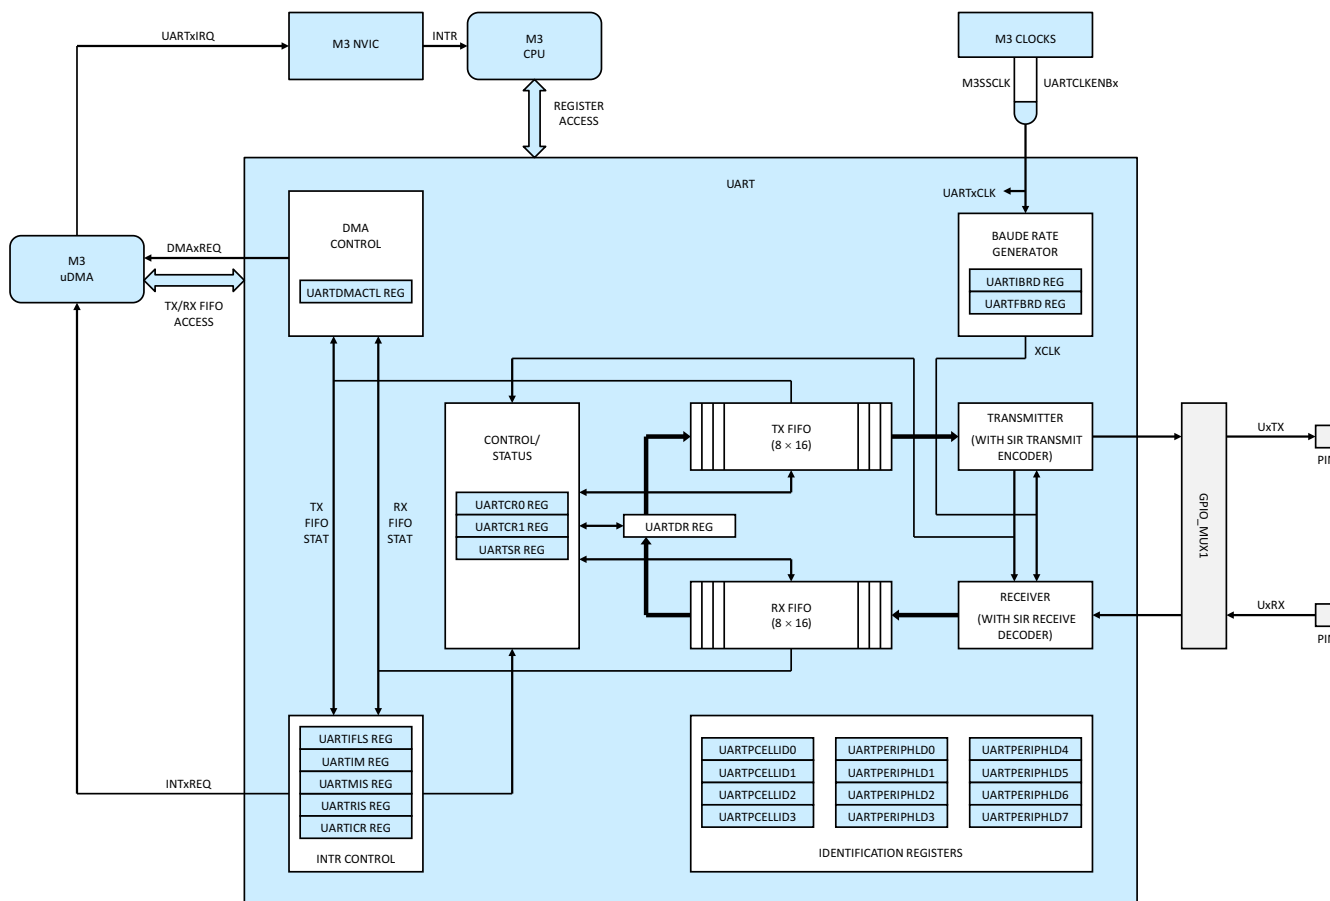 UARTxIRQ
M3 NVIC
INTR
M3
CPU
M3 CLOCKS
M3SSCLK
UARTCLKENBx
REGISTER
ACCESS
UART
UARTxCLK
DMA
CONTROL
UARTDMACTL REG
BAUDE RATE
GENERATOR
UARTIBRD REG
UARTFBRD REG
XCLK
M3
uDMA
DMAxREQ
TX/RX FIFO
ACCESS
TX
FIFO
STAT
RX
FIFO
STAT
CONTROL/
STATUS
UARTCR0 REG
UARTCR1 REG
UARTSR REG
TX FIFO
(8 × 16)
UARTDR REG
RX FIFO
(8 × 16)
TRANSMITTER
(WITH SIR TRANSMIT
ENCODER)
RECEIVER
(WITH SIR RECEIVE
DECODER)
GPIO_MUX1
UxTX
PIN
UxRX
PIN
INTxREQ
UARTIFLS REG
UARTIM REG
UARTMIS REG
UARTRIS REG
UARTICR REG
INTR CONTROL
UARTPCELLID0
UARTPCELLID1
UARTPCELLID2
UARTPCELLID3
UARTPERIPHLD0
UARTPERIPHLD1
UARTPERIPHLD2
UARTPERIPHLD3
UARTPERIPHLD4
UARTPERIPHLD5
UARTPERIPHLD6
UARTPERIPHLD7
IDENTIFICATION REGISTERS